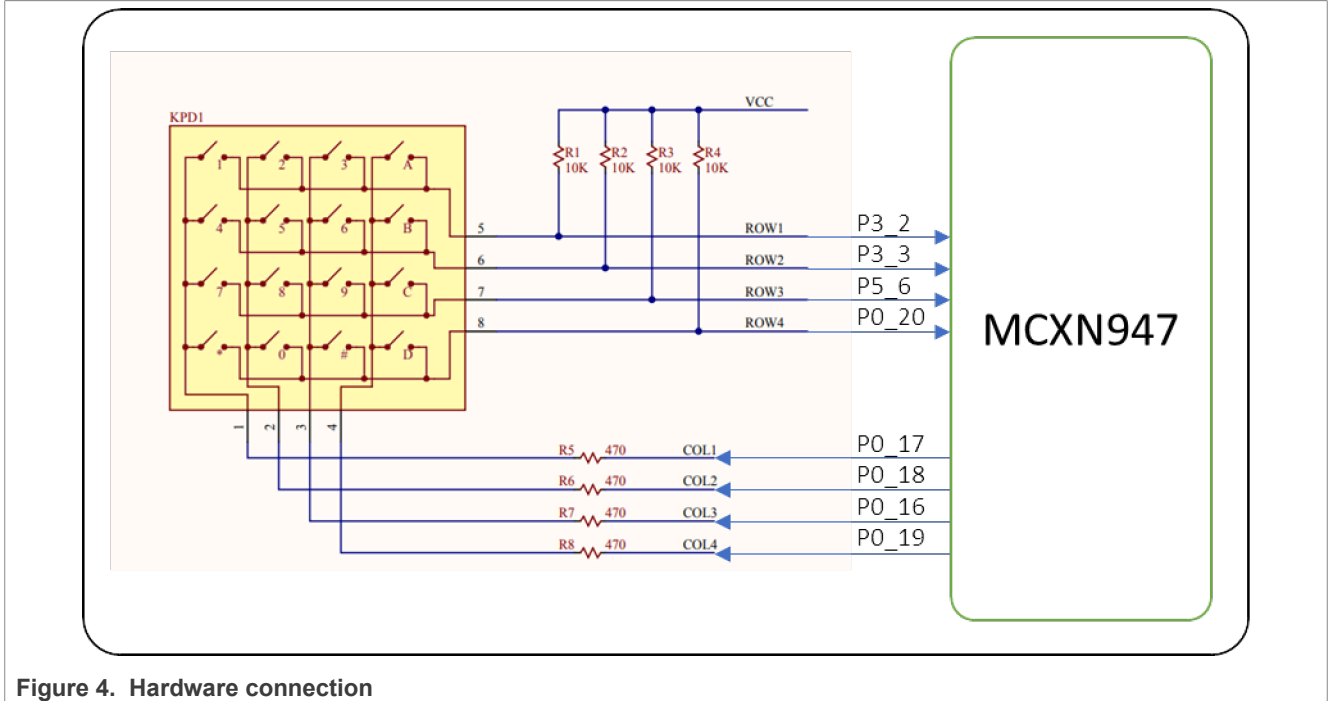 VCC
KPD1
R1 R2 R3 R4
10K 10K 10K 10K
1 2 3 A
4 5 6 B
7 8 9 C
* 0 # D
5 ROW1 P3_2
6 ROW2 P3_3
7 ROW3 P5_6
8 ROW4 P0_20
MCXN947
1 2 3 4
R5 470 COL1 P0_17
R6 470 COL2 P0_18
R7 470 COL3 P0_16
R8 470 COL4 P0_19
Figure 4. Hardware connection